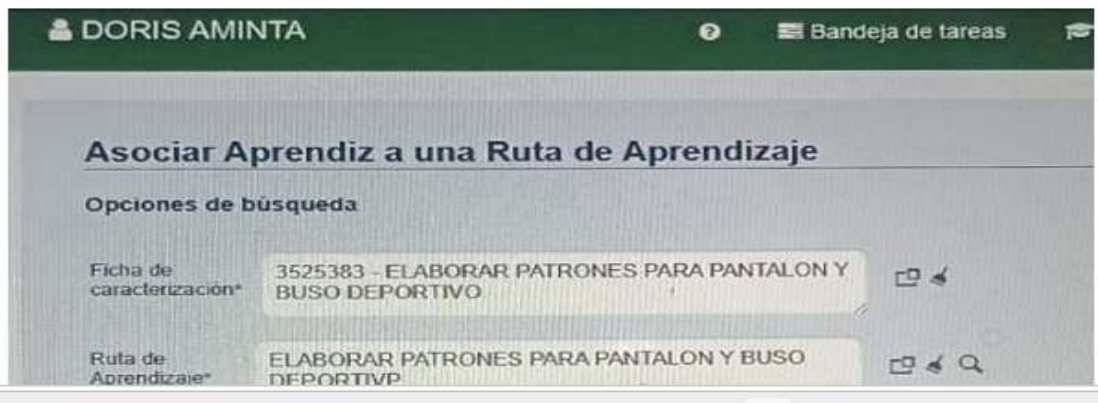 DORIS AMINTA
Bandeja de tareas
Asociar Aprendiz a una Ruta de Aprendizaje
Opciones de búsqueda
Ficha de
caracterización*
3525383 - ELABORAR PATRONES PARA PANTALON Y
BUSO DEPORTIVO
Ruta de
Aprendizaje*
ELABORAR PATRONES PARA PANTALON Y BUSO
DEPORTIVP